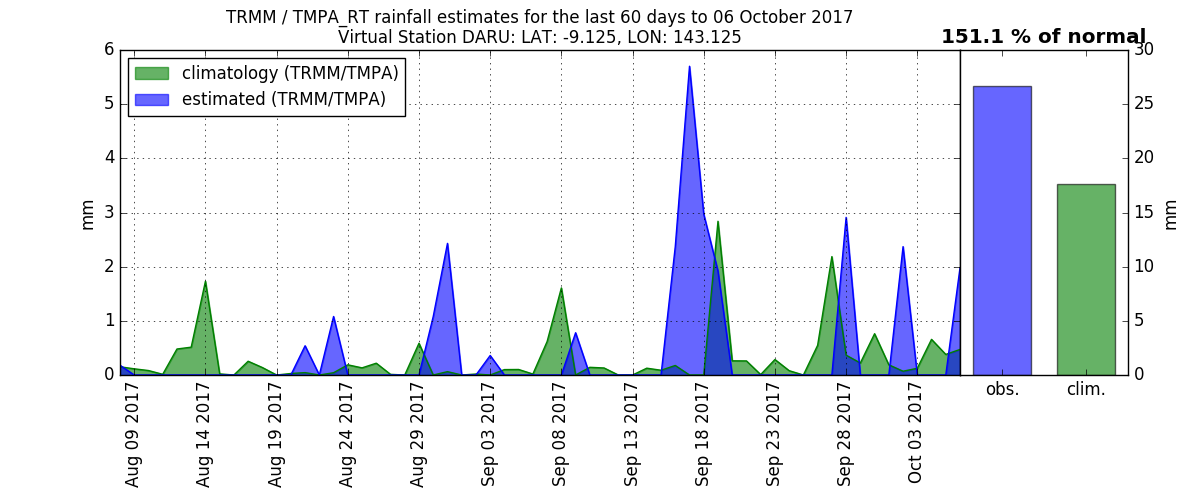 TRMM / TMPA_RT rainfall estimates for the last 60 days to 06 October 2017
Virtual Station DARU: LAT: -9.125, LON: 143.125
151.1 % of normal
climatology (TRMM/TMPA)
estimated (TRMM/TMPA)
6
5
4
3
2
1
0
mm
Aug 09 2017
Aug 14 2017
Aug 19 2017
Aug 24 2017
Aug 29 2017
Sep 03 2017
Sep 08 2017
Sep 13 2017
Sep 18 2017
Sep 23 2017
Sep 28 2017
Oct 03 2017
obs.
clim.
30
25
20
15
10
5
0
mm